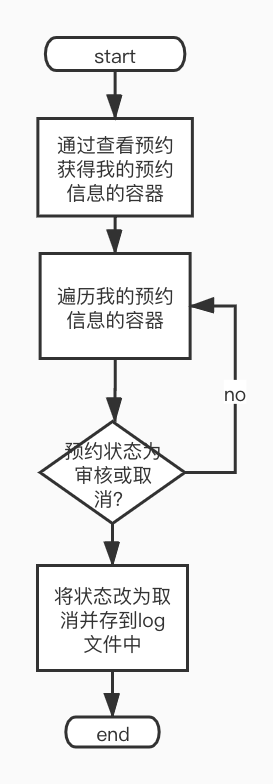 start
通过查看预约
获得我的预约
信息的容器
遍历我的预约
信息的容器
no
预约状态为
审核或取
消?
将状态改为取
消并存到log
文件中
end